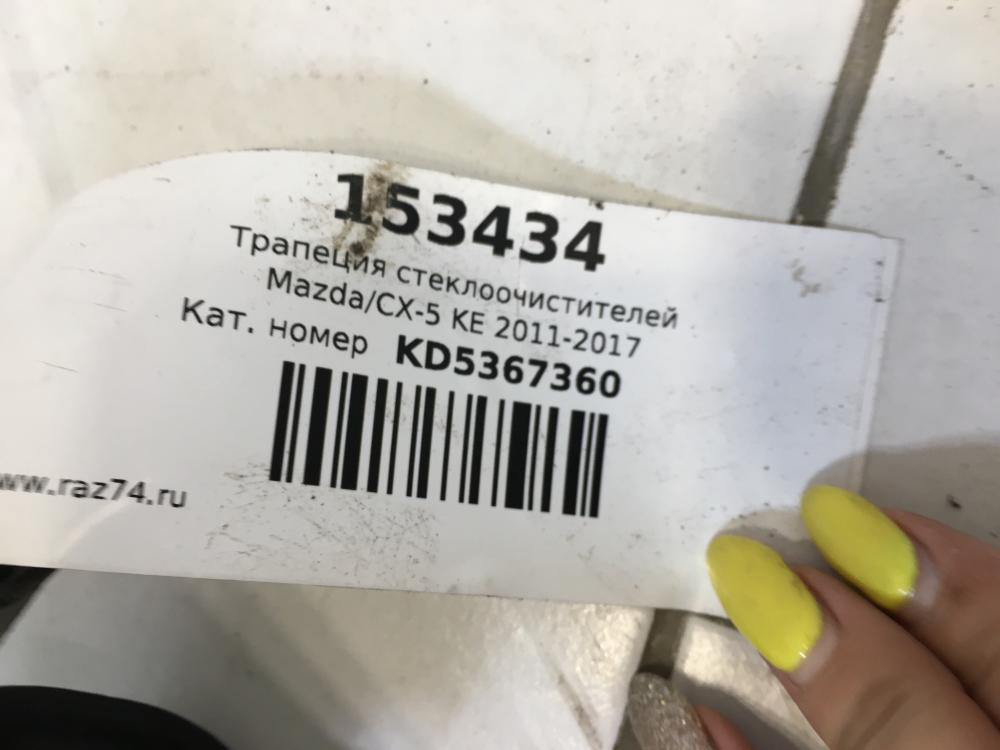 153434
Трапеция стеклоочистителей
Mazda/CX-5 KE 2011-2017
Кат. номер KD5367360
www.raz74.ru